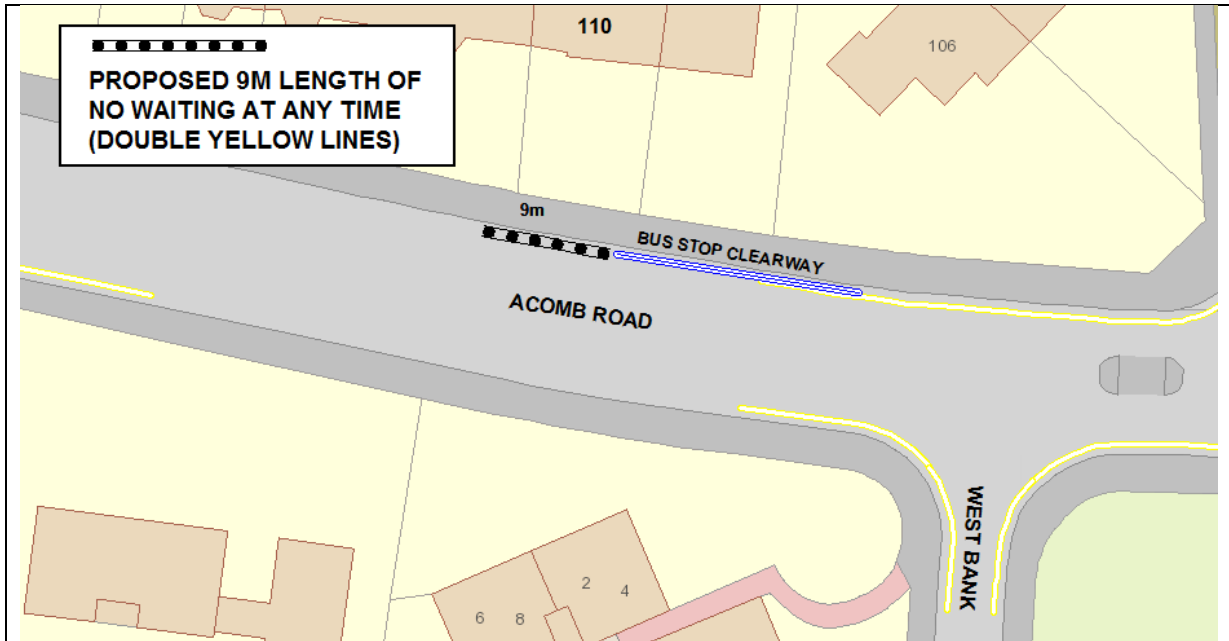 110
106
PROPOSED 9M LENGTH OF
NO WAITING AT ANY TIME
(DOUBLE YELLOW LINES)
9m
BUS STOP CLEARWAY
ACOMB ROAD
WEST BANK
2
4
6
8